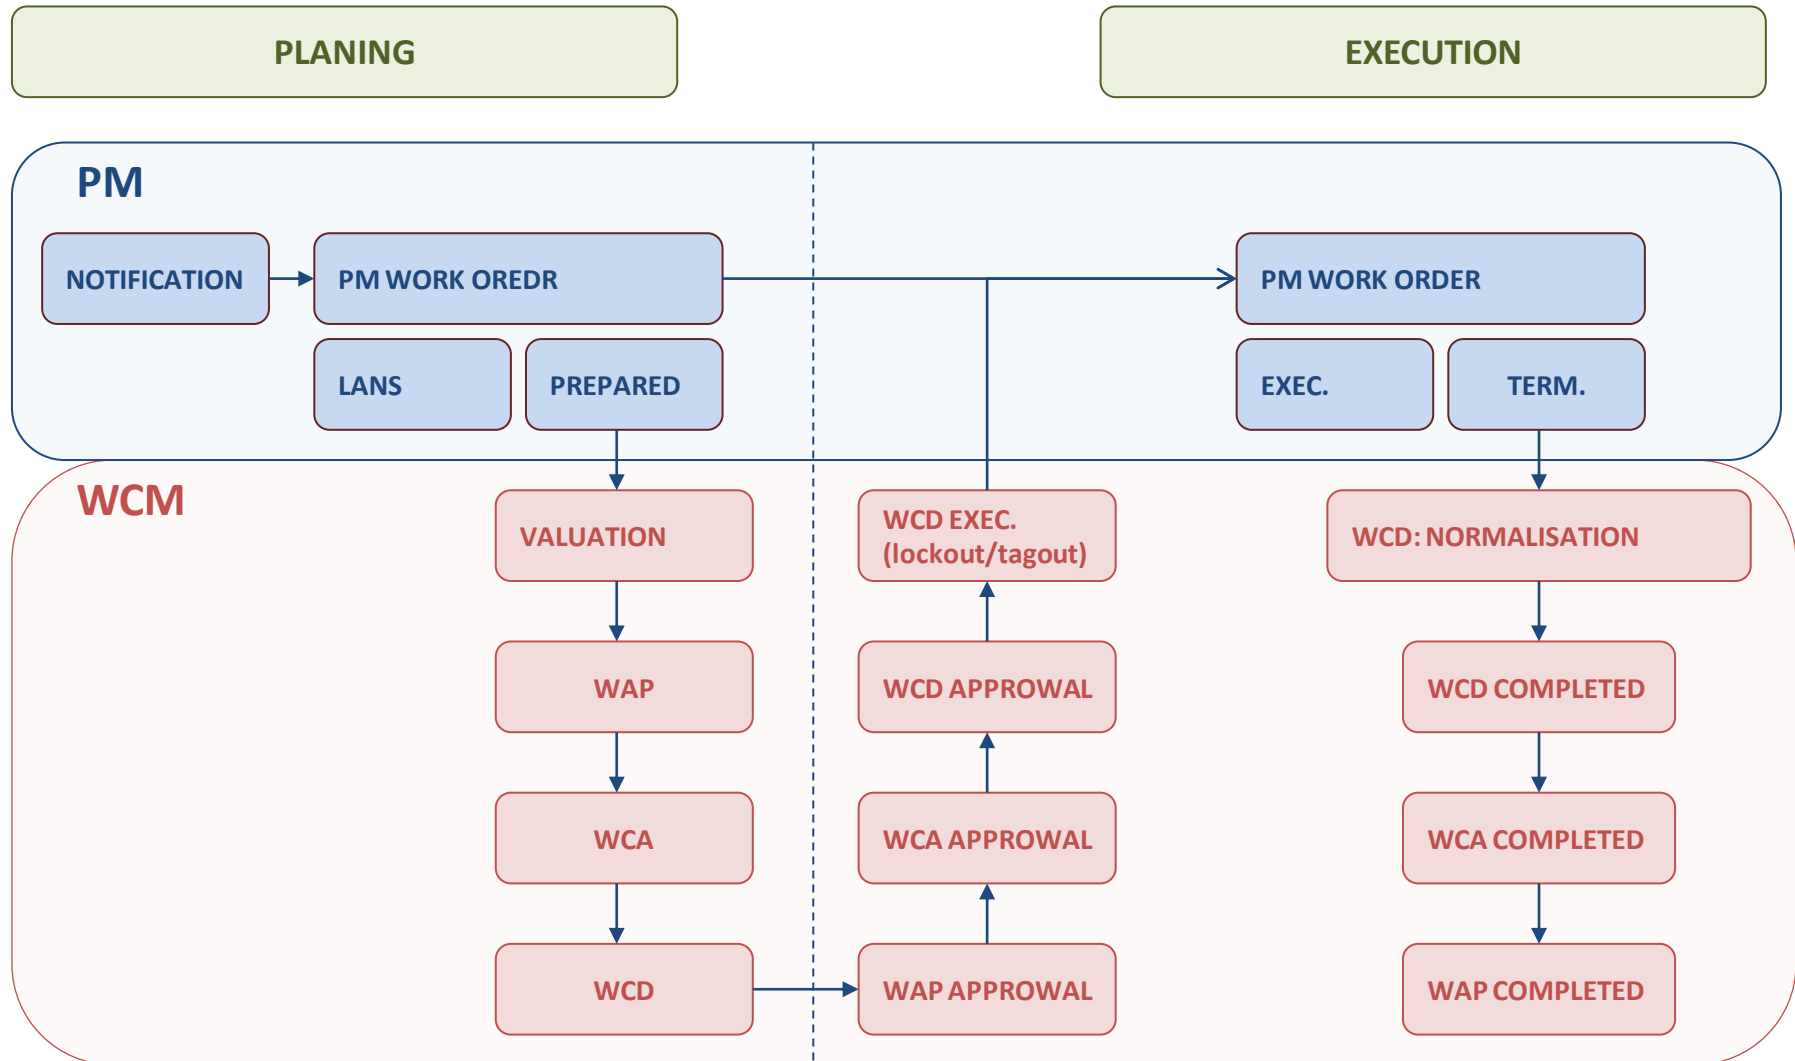 PLANING
EXECUTION
PM
NOTIFICATION
PM WORK OREDR
PM WORK ORDER
LANS
PREPARED
EXEC.
TERM.
WCM
VALUATION
WCD EXEC.
(lockout/tagout)
WCD: NORMALISATION
WAP
WCD APPROWAL
WCD COMPLETED
WCA
WCA APPROWAL
WCA COMPLETED
WCD
WAP APPROWAL
WAP COMPLETED